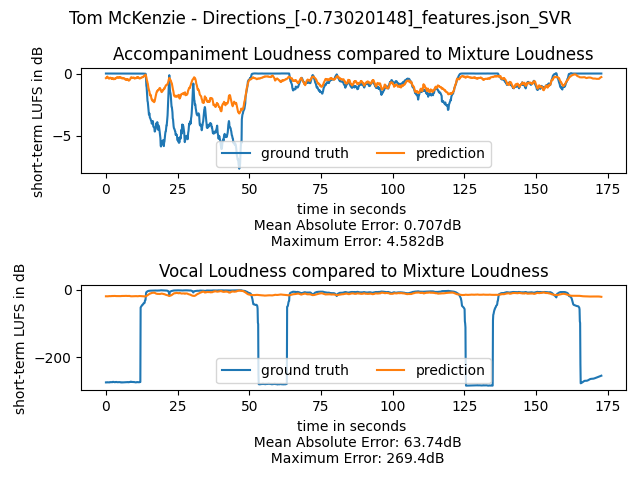 Tom McKenzie - Directions_[-0.73020148]_features.json_SVR
Accompaniment Loudness compared to Mixture Loudness
short-term LUFS in dB
0
−5
ground truth
prediction
0 25 50 75 100 125 150 175
time in seconds
Mean Absolute Error: 0.707dB
Maximum Error: 4.582dB
Vocal Loudness compared to Mixture Loudness
short-term LUFS in dB
0
−200
ground truth
prediction
0 25 50 75 100 125 150 175
time in seconds
Mean Absolute Error: 63.74dB
Maximum Error: 269.4dB